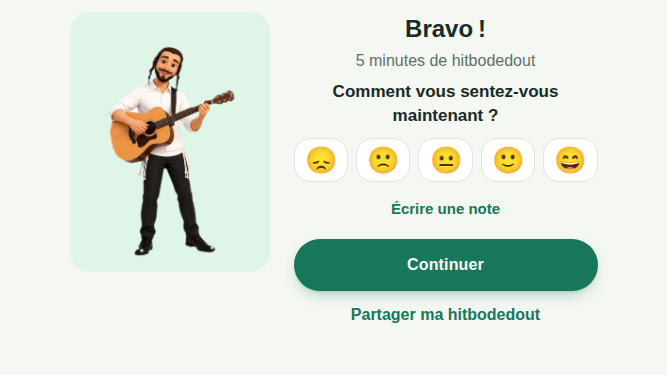 Bravo !
5 minutes de hitbodedout
Comment vous sentez-vous
maintenant ?
Écrire une note
Continuer
Partager ma hitbodedout